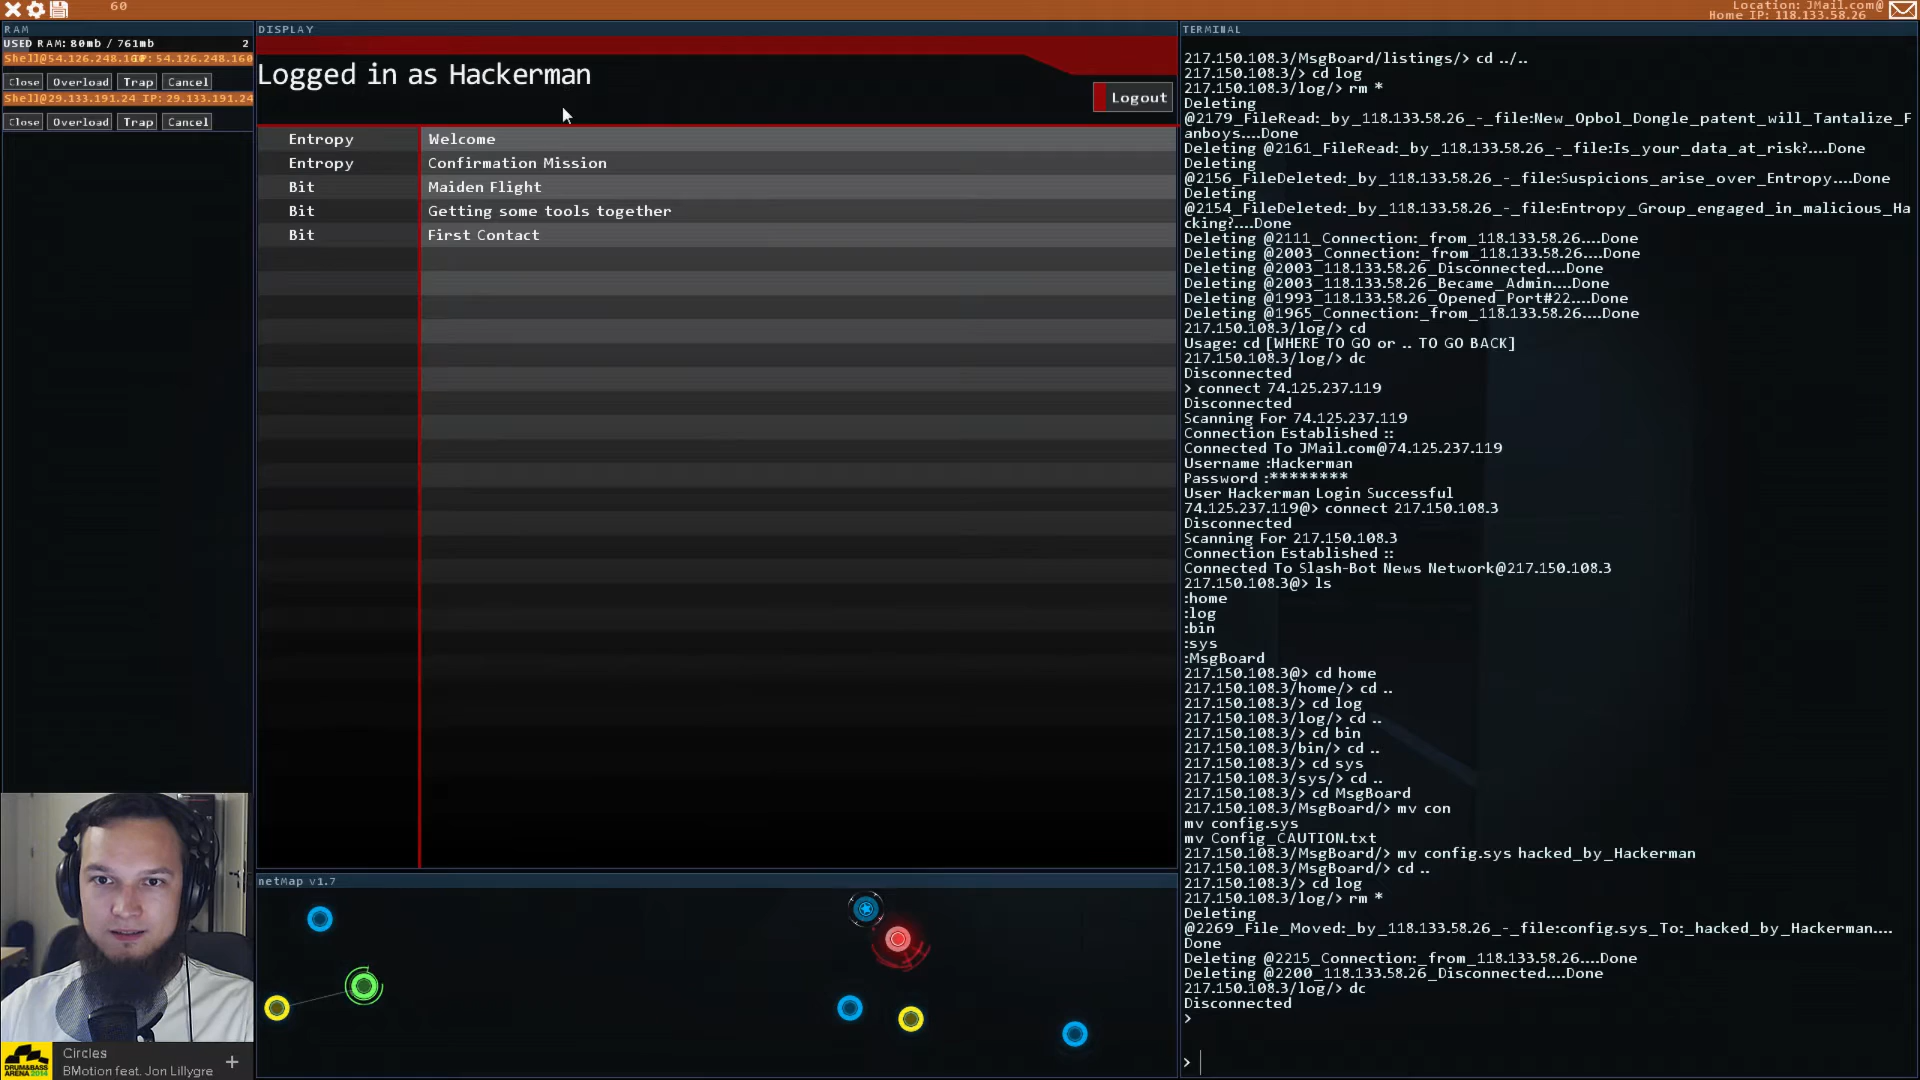 60
Location: JMail.com@
Home IP: 118.133.58.26
RAM
USED RAM: 80mb / 761mb 2
Shell@54.126.248.160 IP: 54.126.248.160
Close Overload Trap Cancel
Shell@29.133.191.24 IP: 29.133.191.24
Close Overload Trap Cancel
DISPLAY
Logged in as Hackerman
Logout
Entropy Welcome
Entropy Confirmation Mission
Bit Maiden Flight
Bit Getting some tools together
Bit First Contact
netMap v1.7
DRUM&BASS
ARENA 2014
Circles
BMotion feat. Jon Lillygre
+
TERMINAL
217.150.108.3/MsgBoard/listings/> cd ../..
217.150.108.3/> cd log
217.150.108.3/log/> rm *
Deleting
@2179_FileRead:_by_118.133.58.26_-_file:New_Opbol_Dongle_patent_will_Tantalize_F
anboys....Done
Deleting @2161_FileRead:_by_118.133.58.26_-_file:Is_your_data_at_risk?....Done
Deleting
@2156_FileDeleted:_by_118.133.58.26_-_file:Suspicions_arise_over_Entropy....Done
Deleting
@2154_FileDeleted:_by_118.133.58.26_-_file:Entropy_Group_engaged_in_malicious_Ha
cking?....Done
Deleting @2111_Connection:_from_118.133.58.26....Done
Deleting @2003_Connection:_from_118.133.58.26....Done
Deleting @2003_118.133.58.26_Disconnected....Done
Deleting @2003_118.133.58.26_Became_Admin....Done
Deleting @1993_118.133.58.26_Opened_Port#22....Done
Deleting @1965_Connection:_from_118.133.58.26....Done
217.150.108.3/log/> cd
Usage: cd [WHERE TO GO or .. TO GO BACK]
217.150.108.3/log/> dc
Disconnected
> connect 74.125.237.119
Disconnected
Scanning For 74.125.237.119
Connection Established ::
Connected To JMail.com@74.125.237.119
Username :Hackerman
Password :********
User Hackerman Login Successful
74.125.237.119@> connect 217.150.108.3
Disconnected
Scanning For 217.150.108.3
Connection Established ::
Connected To Slash-Bot News Network@217.150.108.3
217.150.108.3@> ls
:home
:log
:bin
:sys
:MsgBoard
217.150.108.3@> cd home
217.150.108.3/home/> cd ..
217.150.108.3/> cd log
217.150.108.3/log/> cd ..
217.150.108.3/> cd bin
217.150.108.3/bin/> cd ..
217.150.108.3/> cd sys
217.150.108.3/sys/> cd ..
217.150.108.3/> cd MsgBoard
217.150.108.3/MsgBoard/> mv con
mv config.sys
mv Config_CAUTION.txt
217.150.108.3/MsgBoard/> mv config.sys hacked_by_Hackerman
217.150.108.3/MsgBoard/> cd ..
217.150.108.3/> cd log
217.150.108.3/log/> rm *
Deleting
@2269_File_Moved:_by_118.133.58.26_-_file:config.sys_To:_hacked_by_Hackerman....
Done
Deleting @2215_Connection:_from_118.133.58.26....Done
Deleting @2200_118.133.58.26_Disconnected....Done
217.150.108.3/log/> dc
Disconnected
>
>